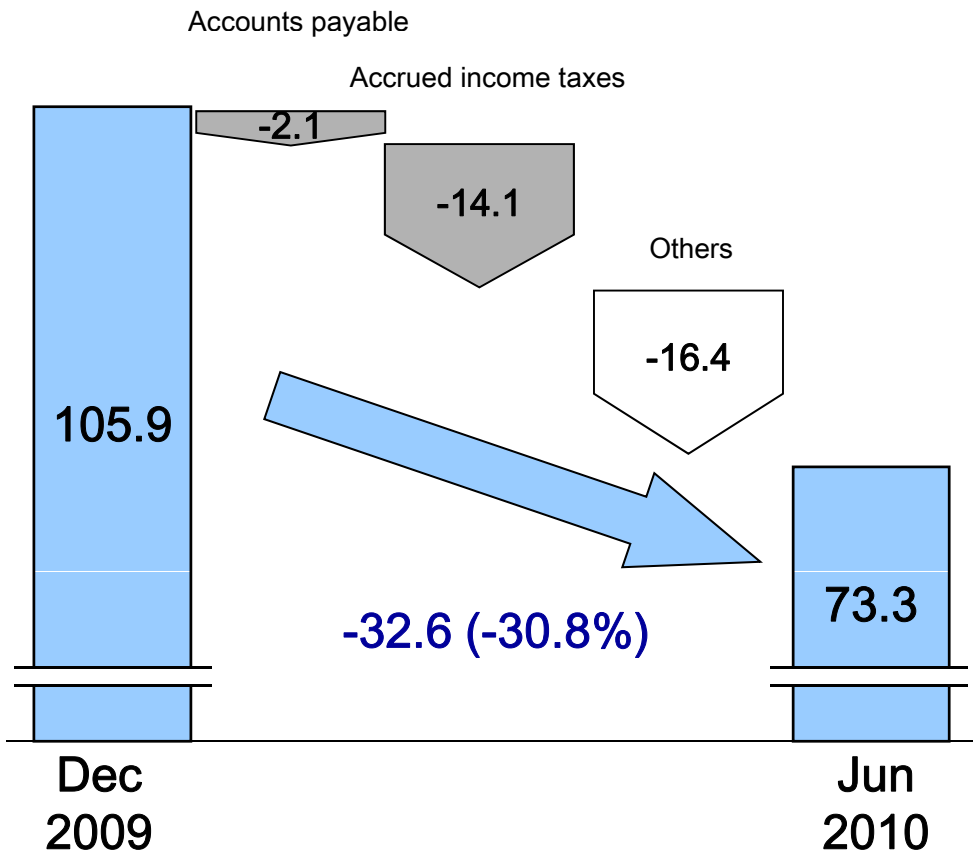 Accounts payable
Accrued income taxes
-2.1
-14.1
Others
-16.4
105.9
73.3
-32.6 (-30.8%)
Dec
2009
Jun
2010